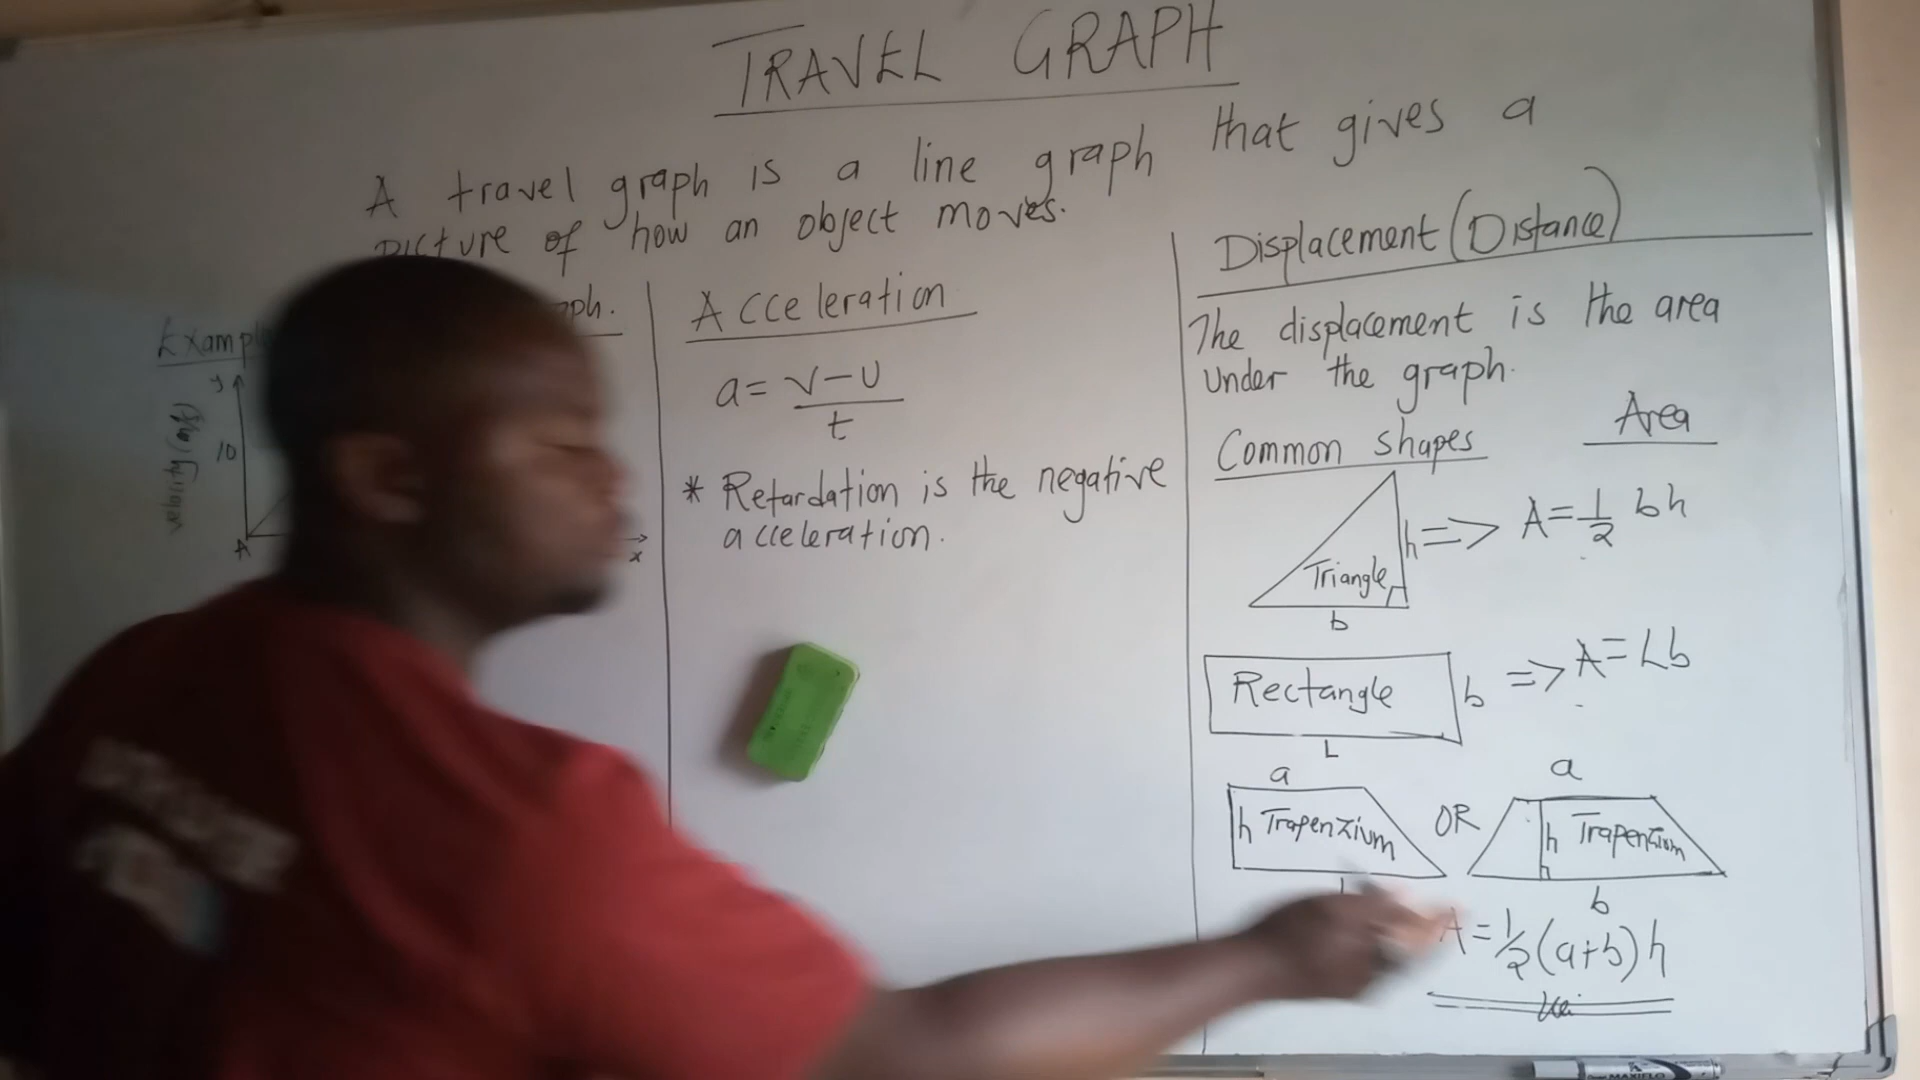 TRAVEL GRAPH
A travel graph is a line graph that gives a
picture of how an object moves.
y
velocity (m/s)
10
A
x
Acceleration
a = v - u
t
* Retardation is the negative
acceleration.
Displacement (Distance)
The displacement is the area
under the graph.
Common shapes
Area
Triangle
h
b
=> A = 1/2 bh
Rectangle
b
L
=> A = Lb
a
h Trapenzium
OR
a
h Trapenzium
b
A = 1/2 (a+b) h